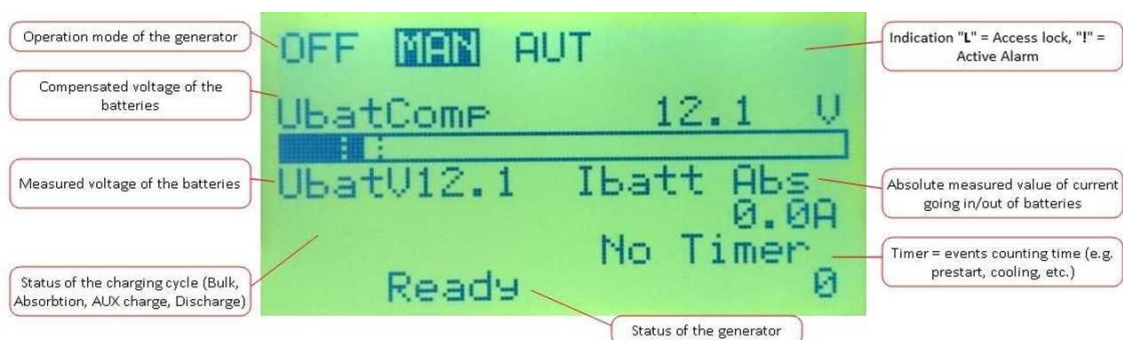 Operation mode of the generator
Compensated voltage of the
batteries
Measured voltage of the batteries
Status of the charging cycle (Bulk,
Absorbtion, AUX charge, Discharge)
OFF MAN AUT
UbatComp 12.1 V
UbatV12.1 Ibatt Abs
0.0A
No Timer
Ready 0
Indication "L" = Access lock, "!" =
Active Alarm
Absolute measured value of current
going in/out of batteries
Timer = events counting time (e.g.
prestart, cooling, etc.)
Status of the generator